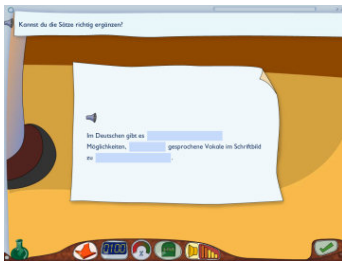 Kannst du die Sätze richtig ergänzen?
Im Deutschen gibt es
Möglichkeiten, gesprochene Vokale im Schriftbild
zu .